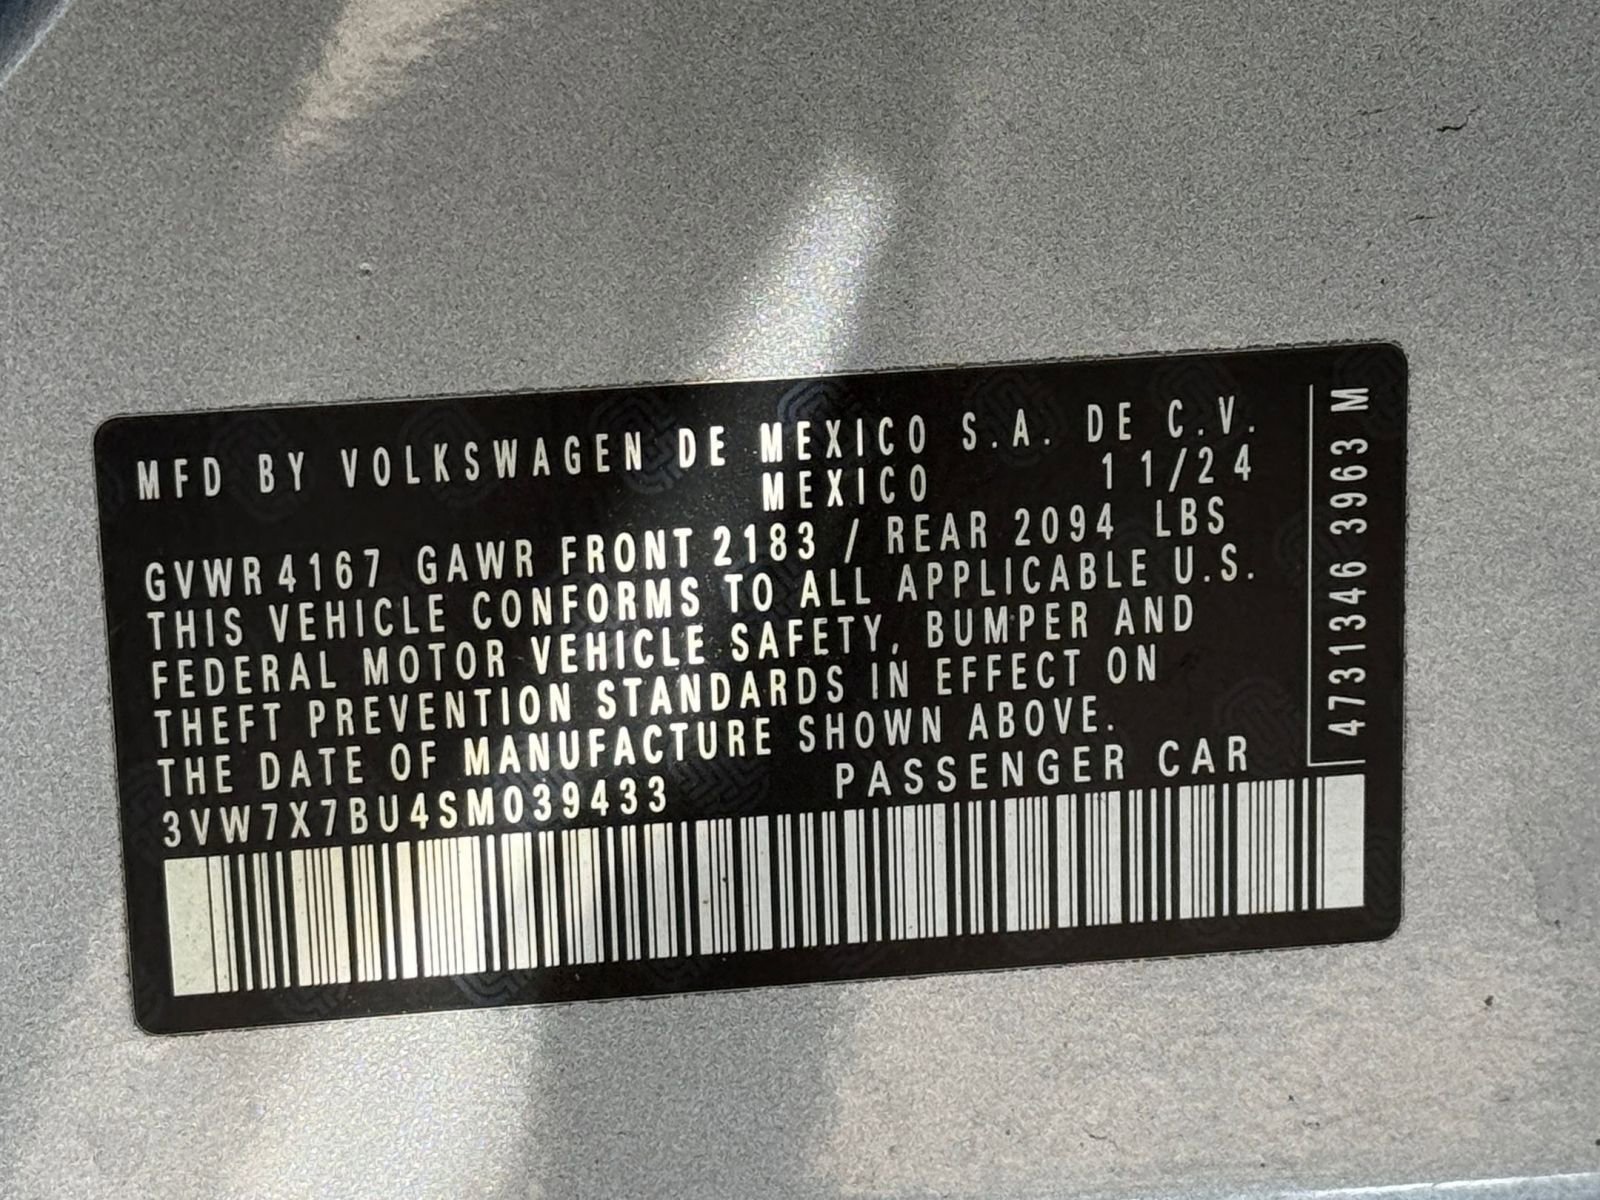 MFD BY VOLKSWAGEN DE MEXICO S.A. DE C.V.
MEXICO 11/24
GVWR 4167 GAWR FRONT 2183 / REAR 2094 LBS
THIS VEHICLE CONFORMS TO ALL APPLICABLE U.S.
FEDERAL MOTOR VEHICLE SAFETY, BUMPER AND
THEFT PREVENTION STANDARDS IN EFFECT ON
THE DATE OF MANUFACTURE SHOWN ABOVE.
3VW7X7BU4SM039433 PASSENGER CAR
47313463963 M